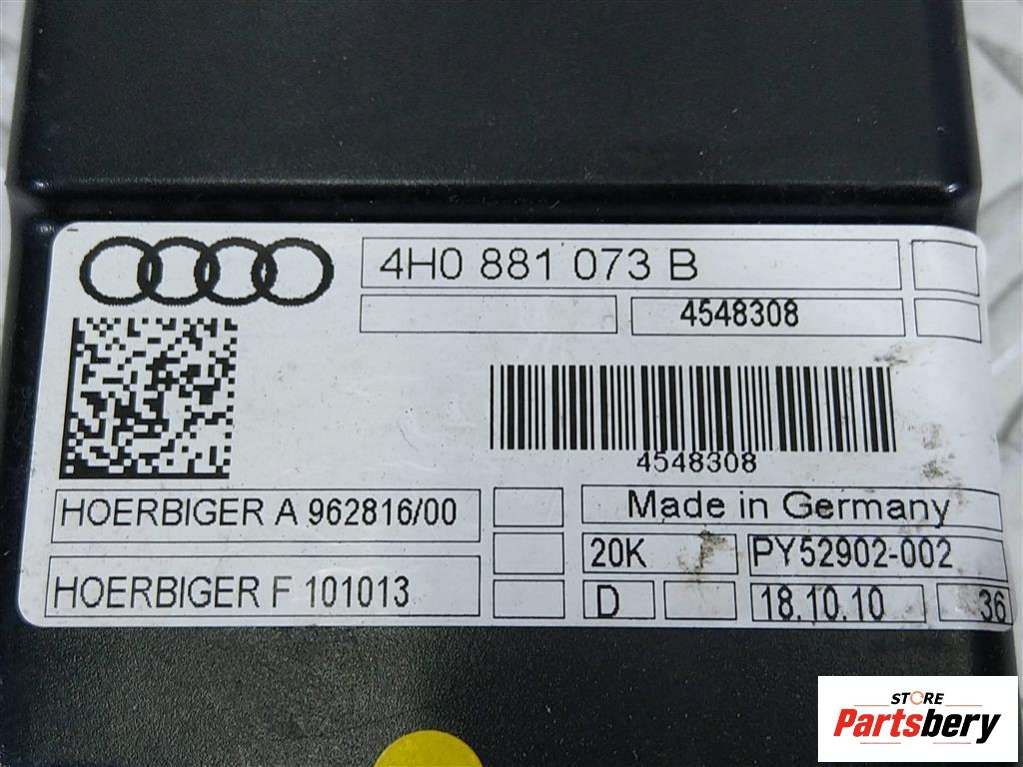 4H0 881 073 B
4548308
4548308
HOERBIGER A 962816/00
Made in Germany
20K
PY52902-002
HOERBIGER F 101013
D
18.10.10
36
STORE
Partsbery